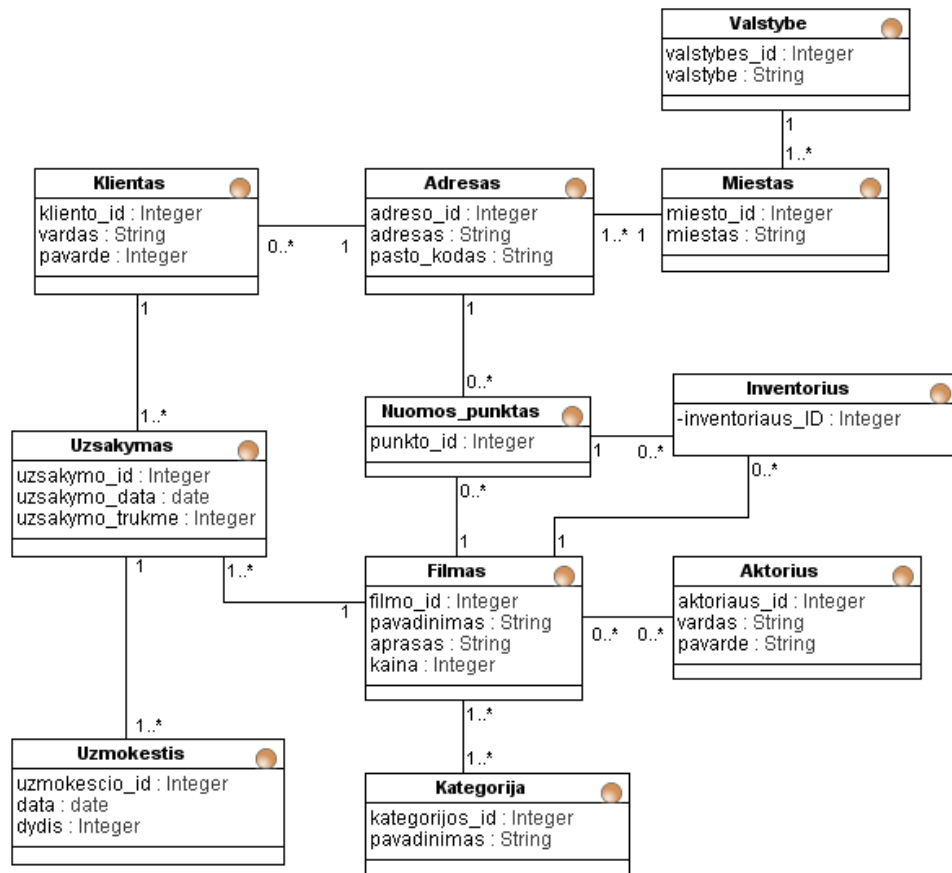 Valstybe
valstybes_id : Integer
valstybe : String
1
1..*
Klientas
kliento_id : Integer
vardas : String
pavarde : Integer
0..*
1
Adresas
adreso_id : Integer
adresas : String
pasto_kodas : String
1..*
1
Miestas
miesto_id : Integer
miestas : String
1
1..*
1
0..*
Nuomos_punktas
punkto_id : Integer
1
0..*
Inventorius
-inventoriaus_ID : Integer
Uzsakymas
uzsakymo_id : Integer
uzsakymo_data : date
uzsakymo_trukme : Integer
0..*
1
0..*
1
1..*
1
Filmas
filmo_id : Integer
pavadinimas : String
aprasas : String
kaina : Integer
0..*
0..*
Aktorius
aktoriaus_id : Integer
vardas : String
pavarde : String
1
1..*
Uzmokestis
uzmokescio_id : Integer
data : date
dydis : Integer
1..*
1..*
Kategorija
kategorijos_id : Integer
pavadinimas : String